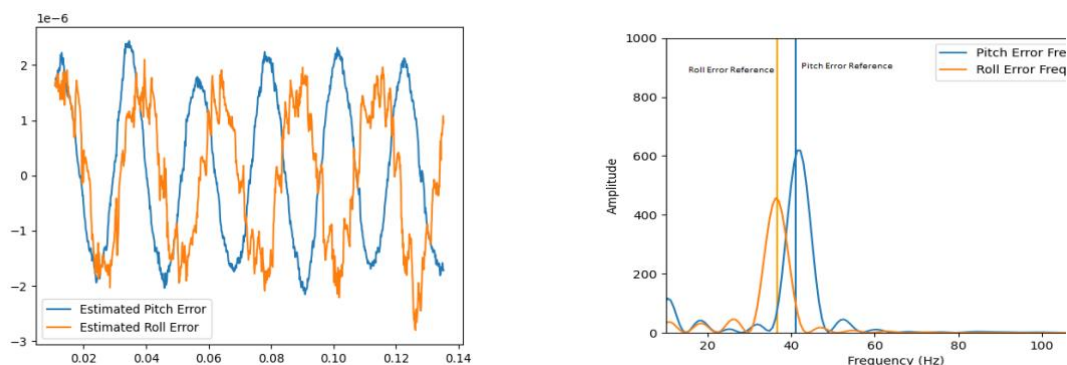 1e−6
2
1
0
−1
−2
−3
Estimated Pitch Error
Estimated Roll Error
0.02 0.04 0.06 0.08 0.10 0.12 0.14
1000
800
600
400
200
0
Amplitude
Roll Error Reference
Pitch Error Reference
Pitch Error Freq
Roll Error Freq
20 40 60 80 100
Frequency (Hz)